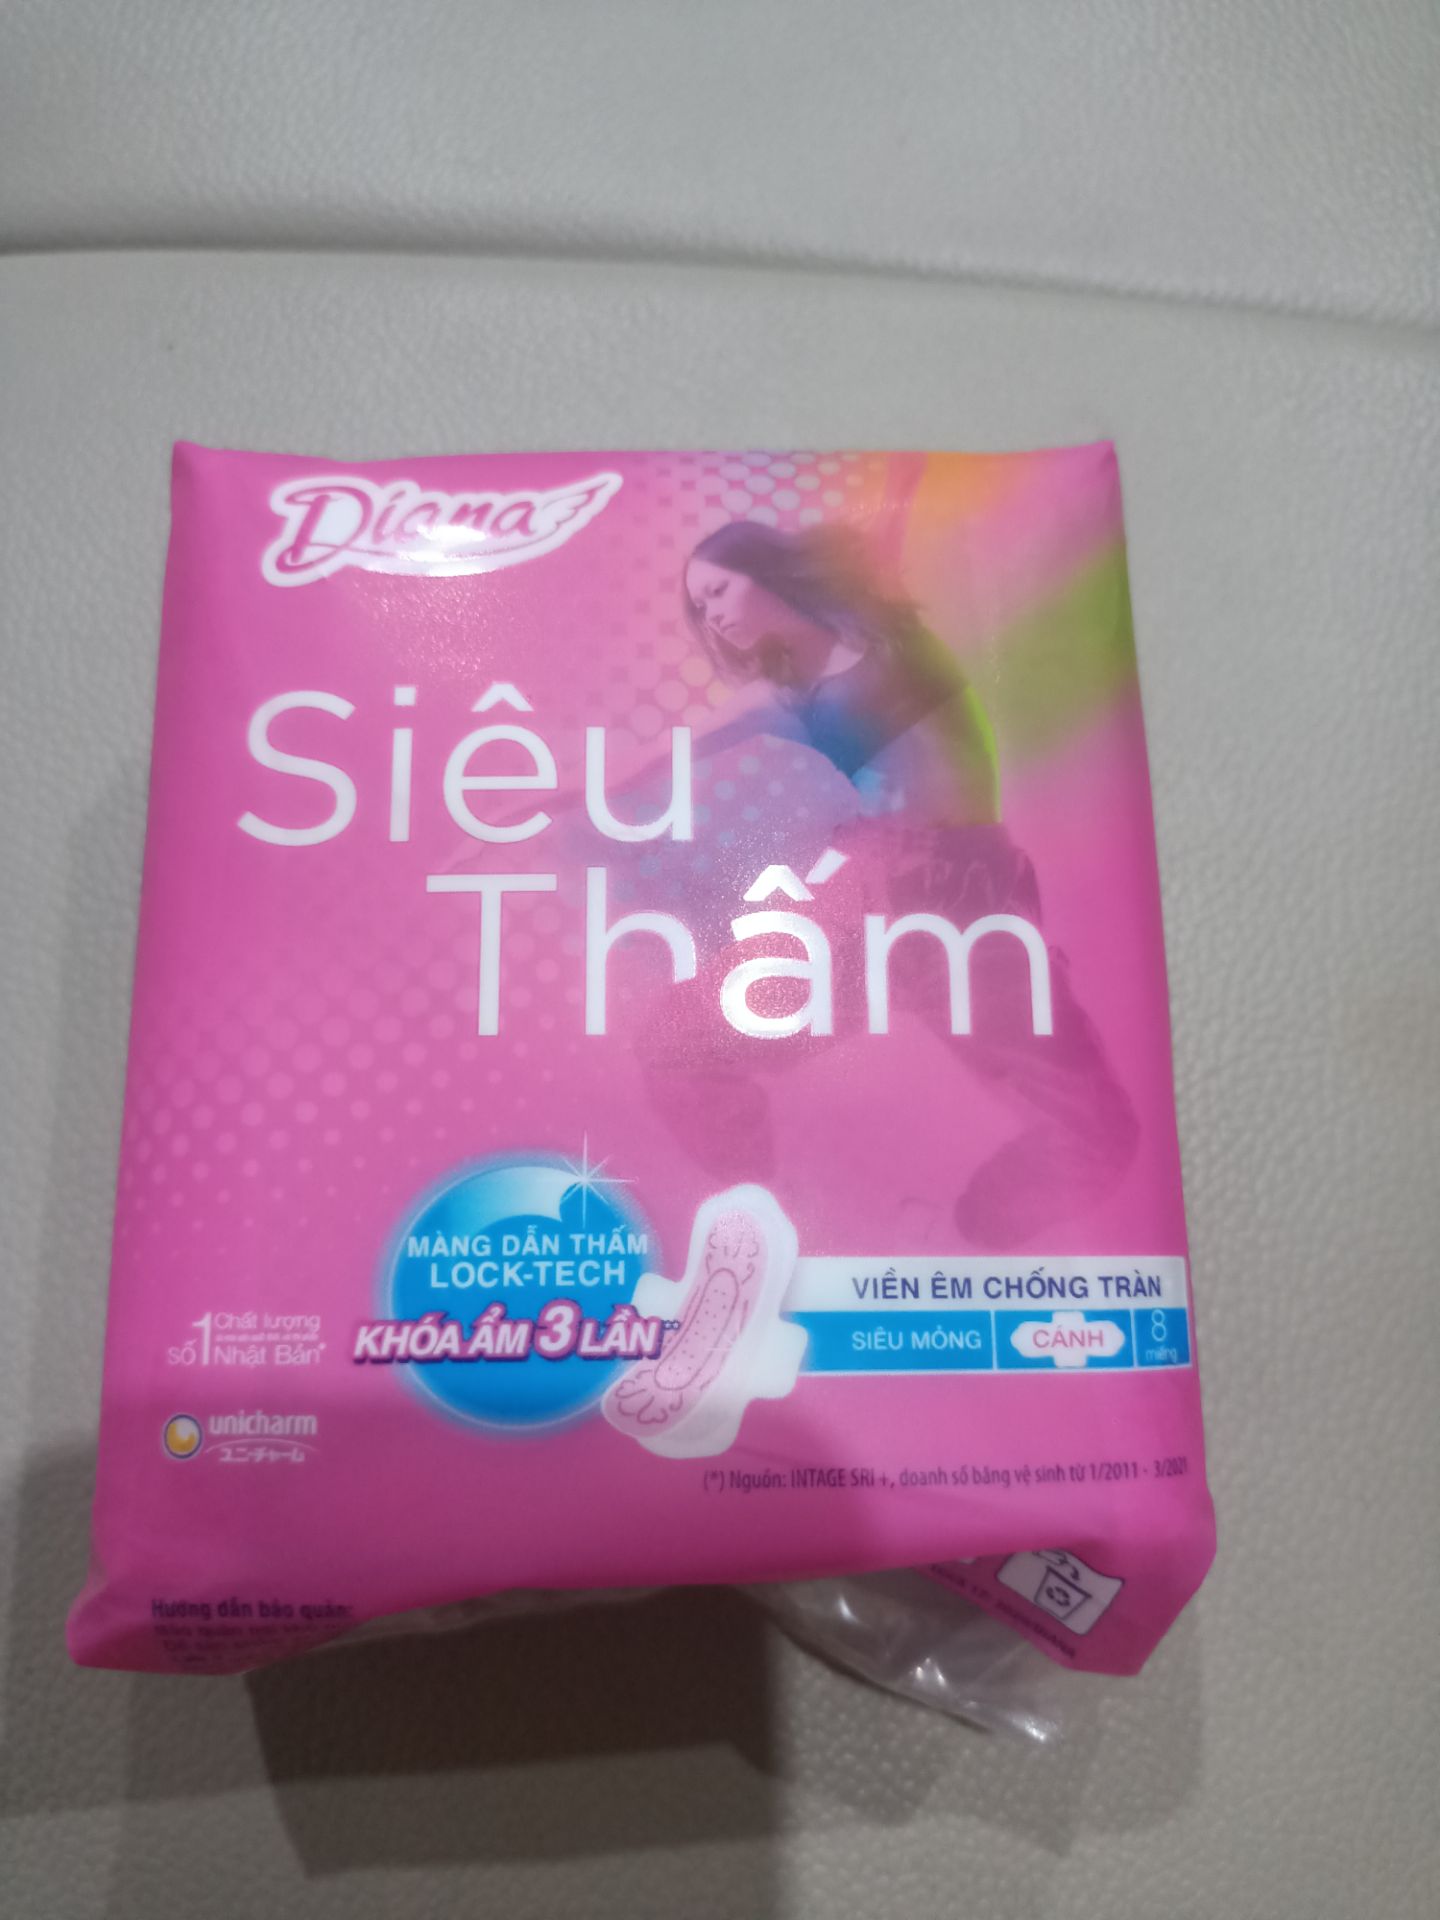 Diana
Siêu
Thấm
MÀNG DẪN THẤM
LOCK-TECH
KHÓA ẨM 3 LẦN**
VIỀN ÊM CHỐNG TRÀN
SIÊU MỎNG
CÁNH
8
miếng
Chất lượng
số 1 Nhật Bản*
unicharm
ユニ・チャーム
(*) Nguồn: INTAGE SRI +, doanh số băng vệ sinh từ 1/2011 - 3/2021
Hướng dẫn bảo quản: